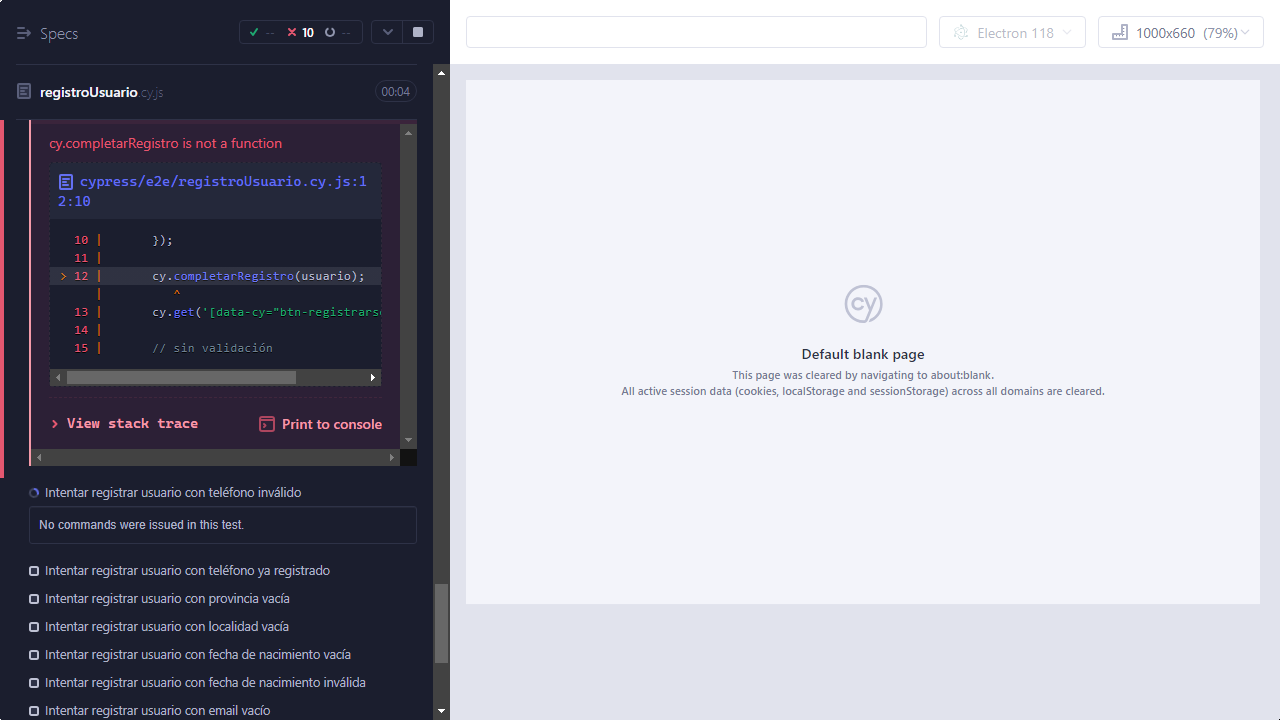 Specs
-- 10 --
Electron 118
1000x660 (79%)
registroUsuario.cy.js
00:04
cy.completarRegistro is not a function
cypress/e2e/registroUsuario.cy.js:1
2:10
10 | });
11 |
> 12 | cy.completarRegistro(usuario);
| ^
13 | cy.get('[data-cy="btn-registrars
14 |
15 | // sin validación
> View stack trace
Print to console
Intentar registrar usuario con teléfono inválido
No commands were issued in this test.
Intentar registrar usuario con teléfono ya registrado
Intentar registrar usuario con provincia vacía
Intentar registrar usuario con localidad vacía
Intentar registrar usuario con fecha de nacimiento vacía
Intentar registrar usuario con fecha de nacimiento inválida
Intentar registrar usuario con email vacío
cy
Default blank page
This page was cleared by navigating to about:blank.
All active session data (cookies, localStorage and sessionStorage) across all domains are cleared.